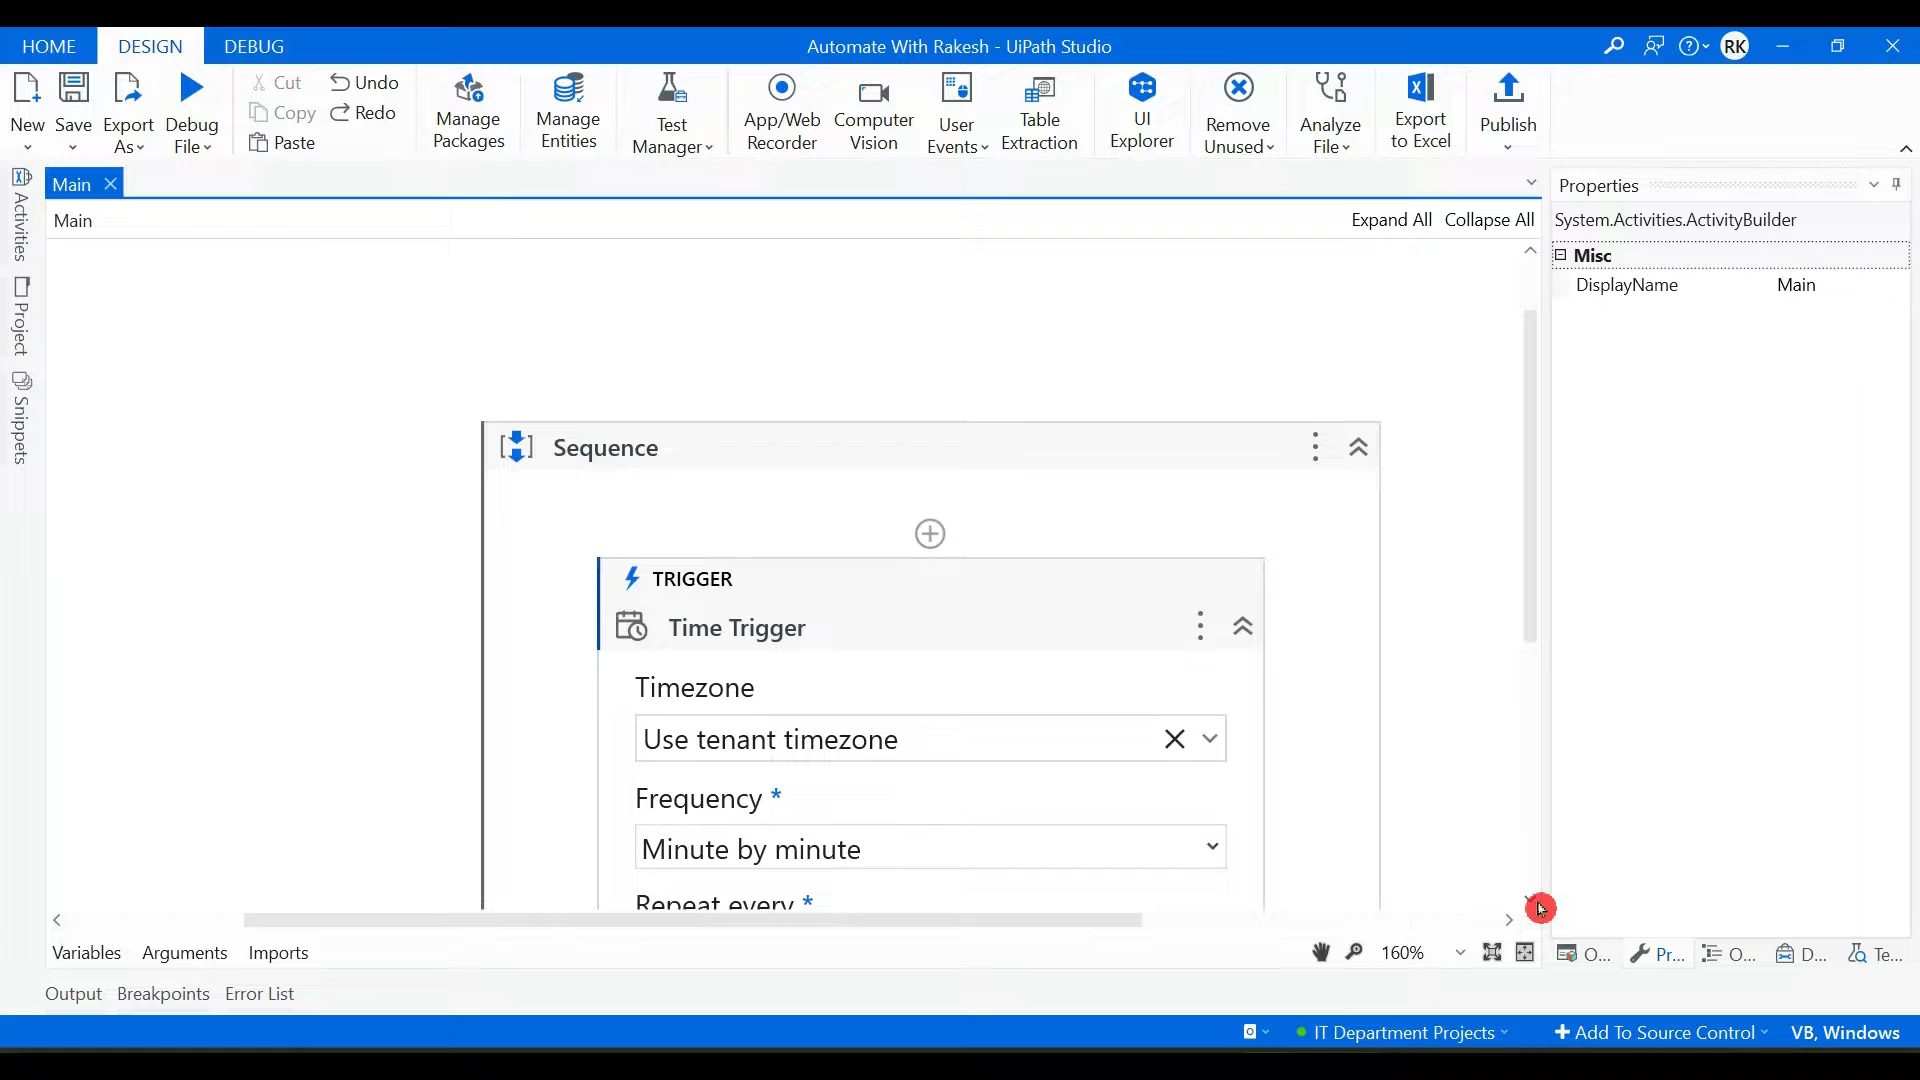 HOME DESIGN DEBUG Automate With Rakesh - UiPath Studio RK
New Save Export As Debug File
Cut Undo
Copy Redo
Paste
Manage Packages
Manage Entities
Test Manager
App/Web Recorder
Computer Vision
User Events
Table Extraction
UI Explorer
Remove Unused
Analyze File
Export to Excel
Publish
Activities
Project
Snippets
Main
Main Expand All Collapse All
Sequence
TRIGGER
Time Trigger
Timezone
Use tenant timezone
Frequency *
Minute by minute
Repeat every *
Properties
System.Activities.ActivityBuilder
Misc
DisplayName Main
Variables Arguments Imports 160% O... Pr... O... D... Te...
Output Breakpoints Error List
IT Department Projects Add To Source Control VB, Windows